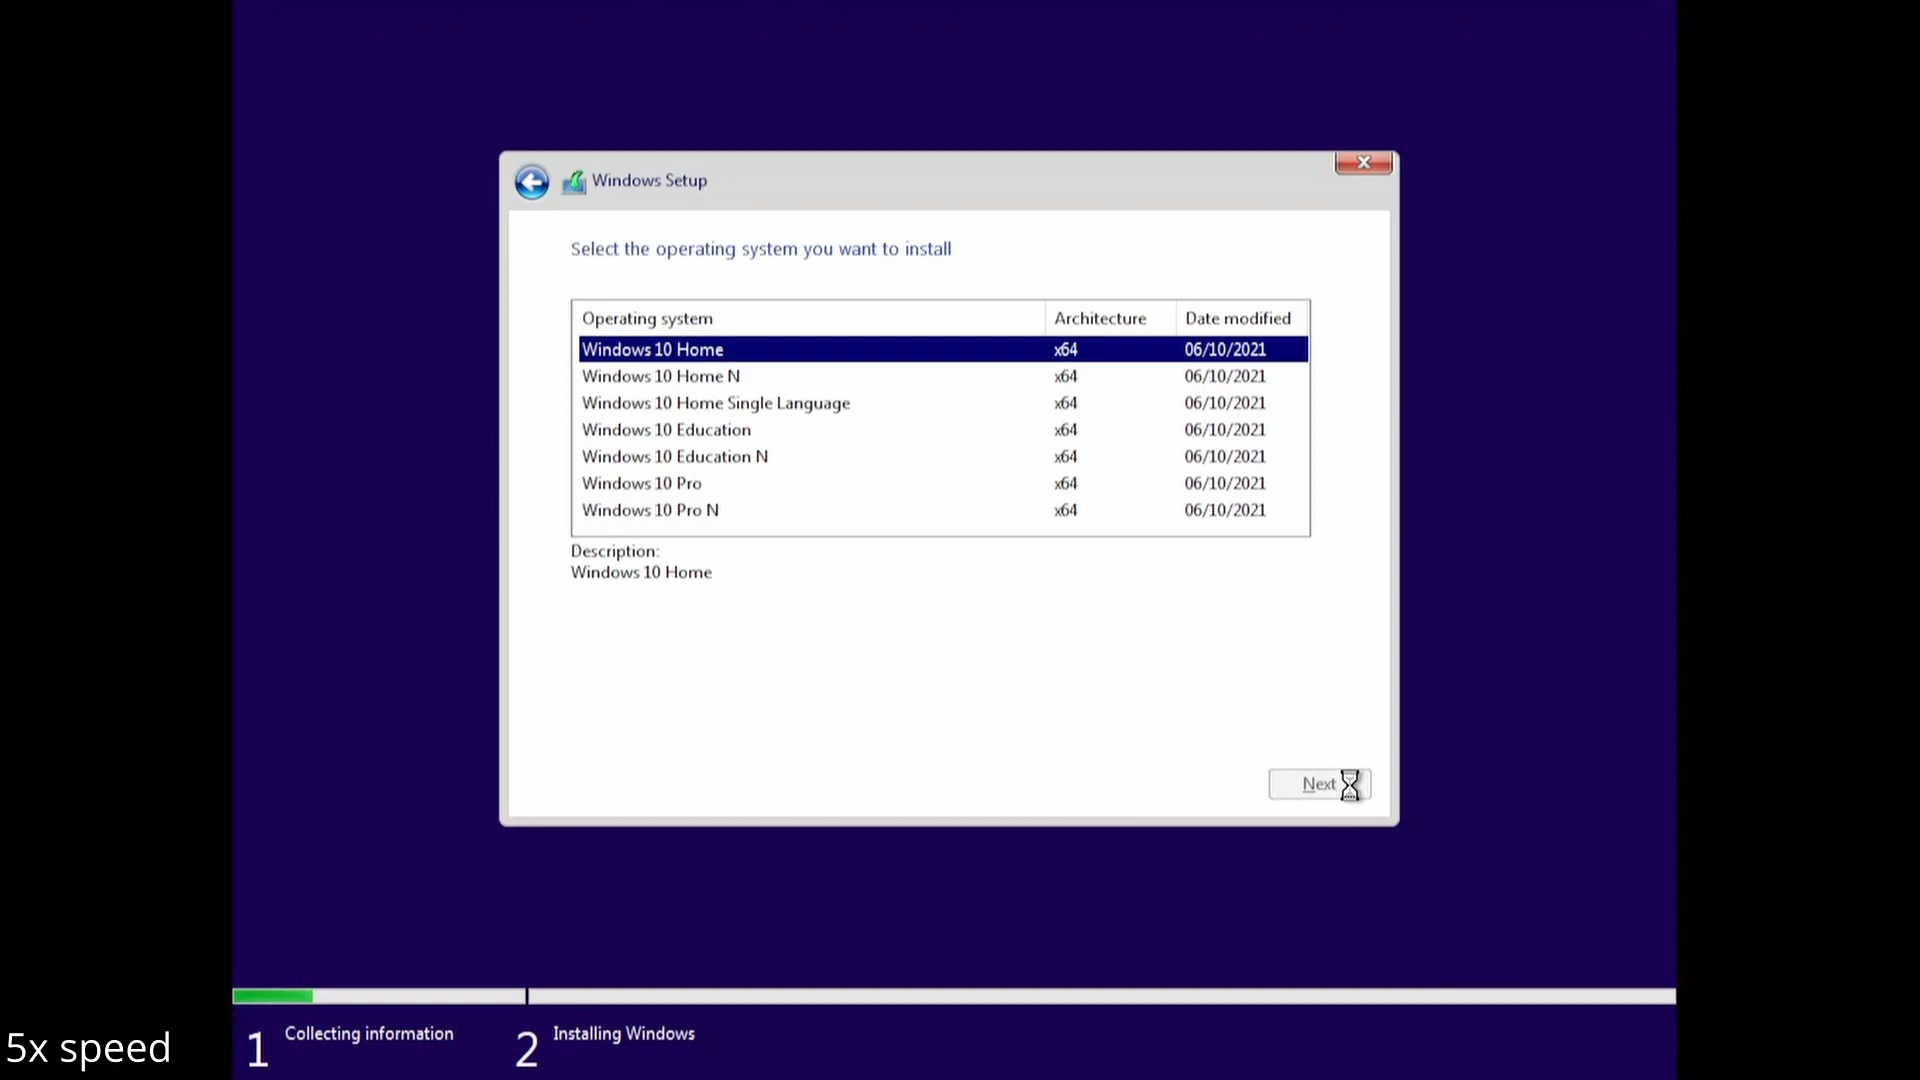 Windows Setup
Select the operating system you want to install
Operating system Architecture Date modified
Windows 10 Home x64 06/10/2021
Windows 10 Home N x64 06/10/2021
Windows 10 Home Single Language x64 06/10/2021
Windows 10 Education x64 06/10/2021
Windows 10 Education N x64 06/10/2021
Windows 10 Pro x64 06/10/2021
Windows 10 Pro N x64 06/10/2021
Description:
Windows 10 Home
Next
1 Collecting information 2 Installing Windows
5x speed